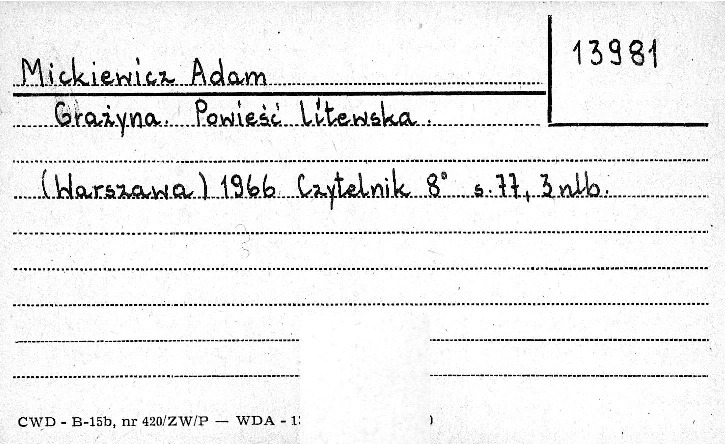 13981
Mickiewicz Adam
Grażyna. Powieść litewska.
(Warszawa) 1966 Czytelnik 8° s. 77, 3 nlb.
CWD - B-15b, nr 420/ZW/P — WDA -